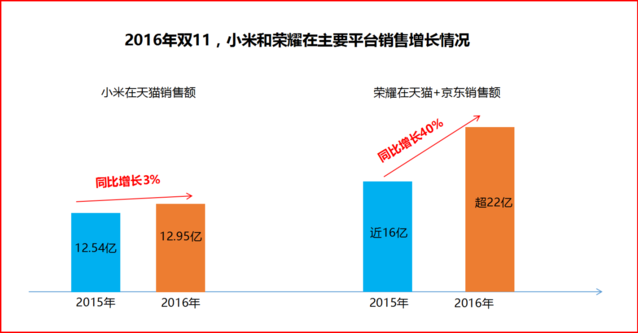 2016年双11，小米和荣耀在主要平台销售增长情况
小米在天猫销售额
荣耀在天猫+京东销售额
同比增长3%
同比增长40%
12.54亿
12.95亿
近16亿
超22亿
2015年
2016年
2015年
2016年